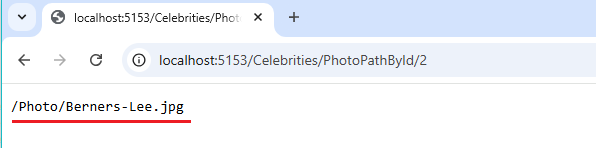 localhost:5153/Celebrities/Phot
localhost:5153/Celebrities/PhotoPathById/2
/Photo/Berners-Lee.jpg